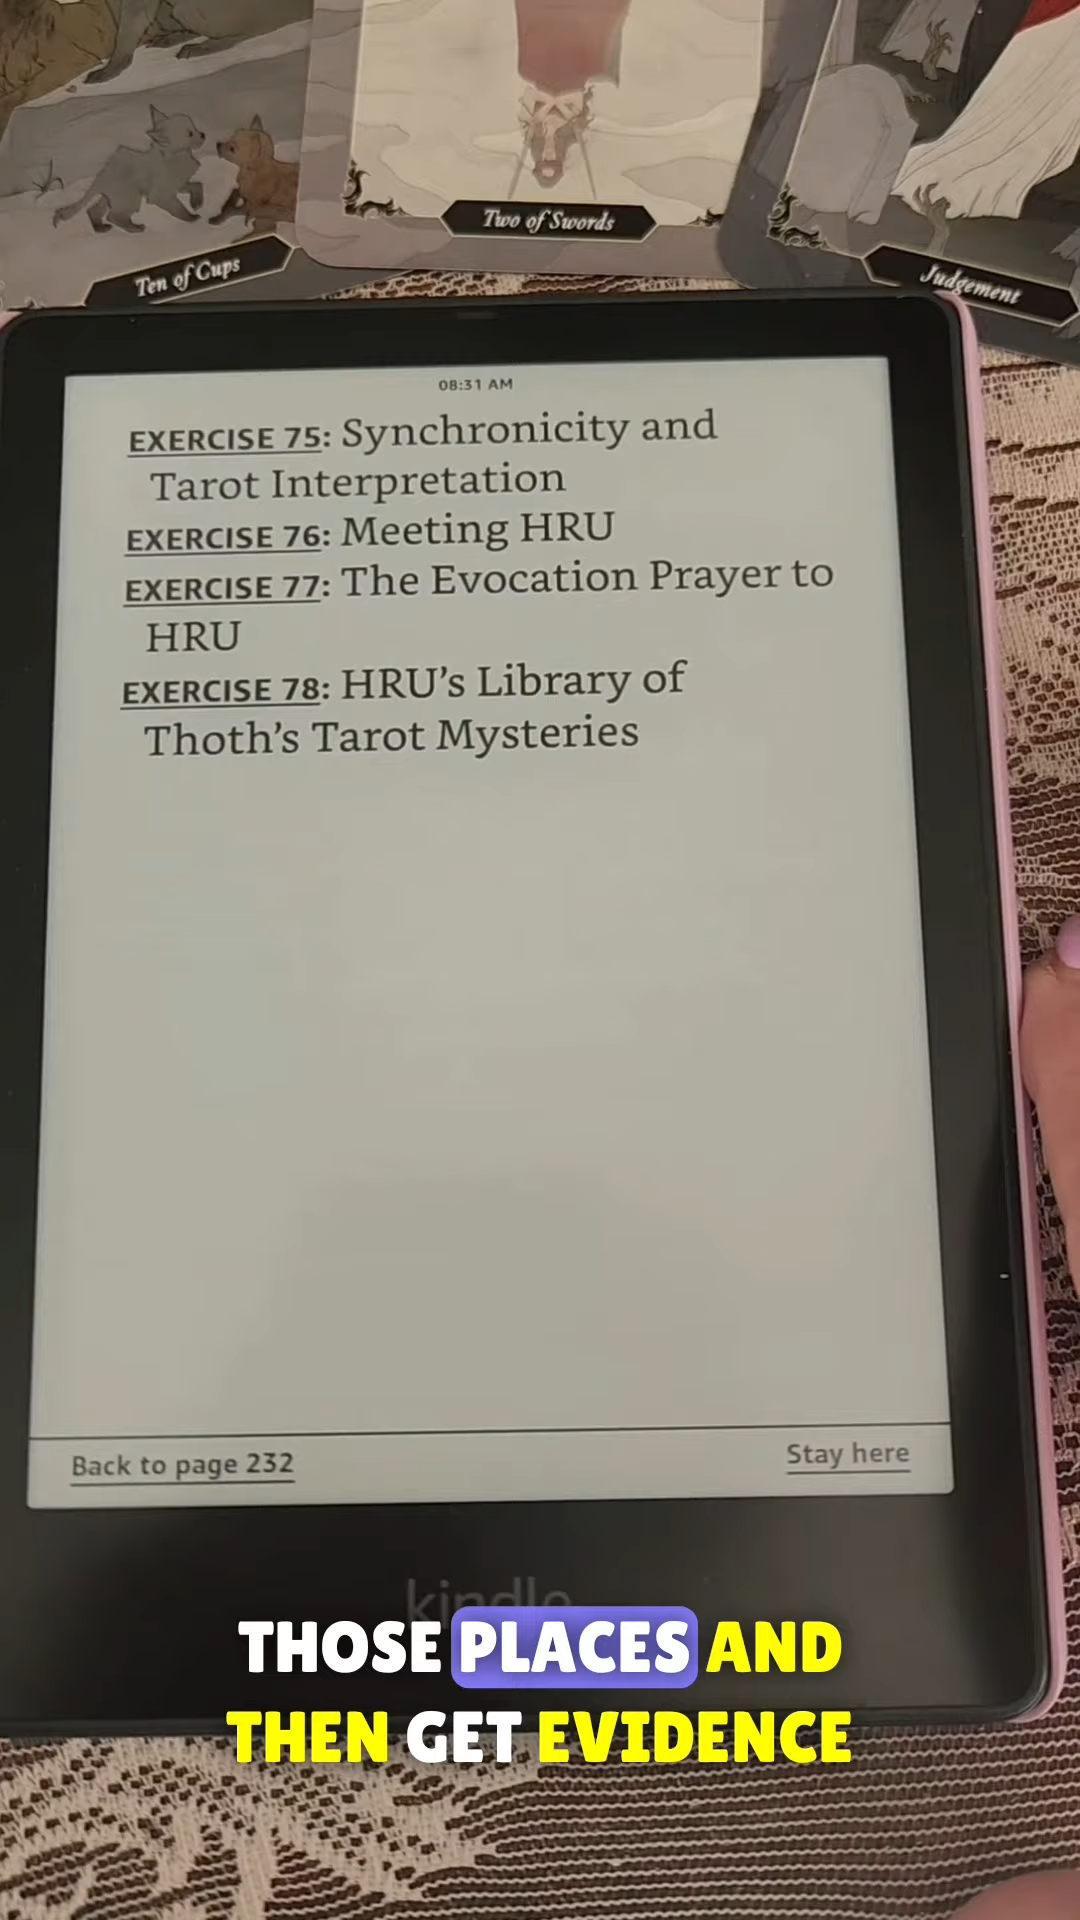 Ten of Cups
Two of Swords
Judgement
08:31 AM
EXERCISE 75: Synchronicity and
Tarot Interpretation
EXERCISE 76: Meeting HRU
EXERCISE 77: The Evocation Prayer to
HRU
EXERCISE 78: HRU’s Library of
Thoth’s Tarot Mysteries
Back to page 232
Stay here
kindle
THOSE PLACES AND
THEN GET EVIDENCE